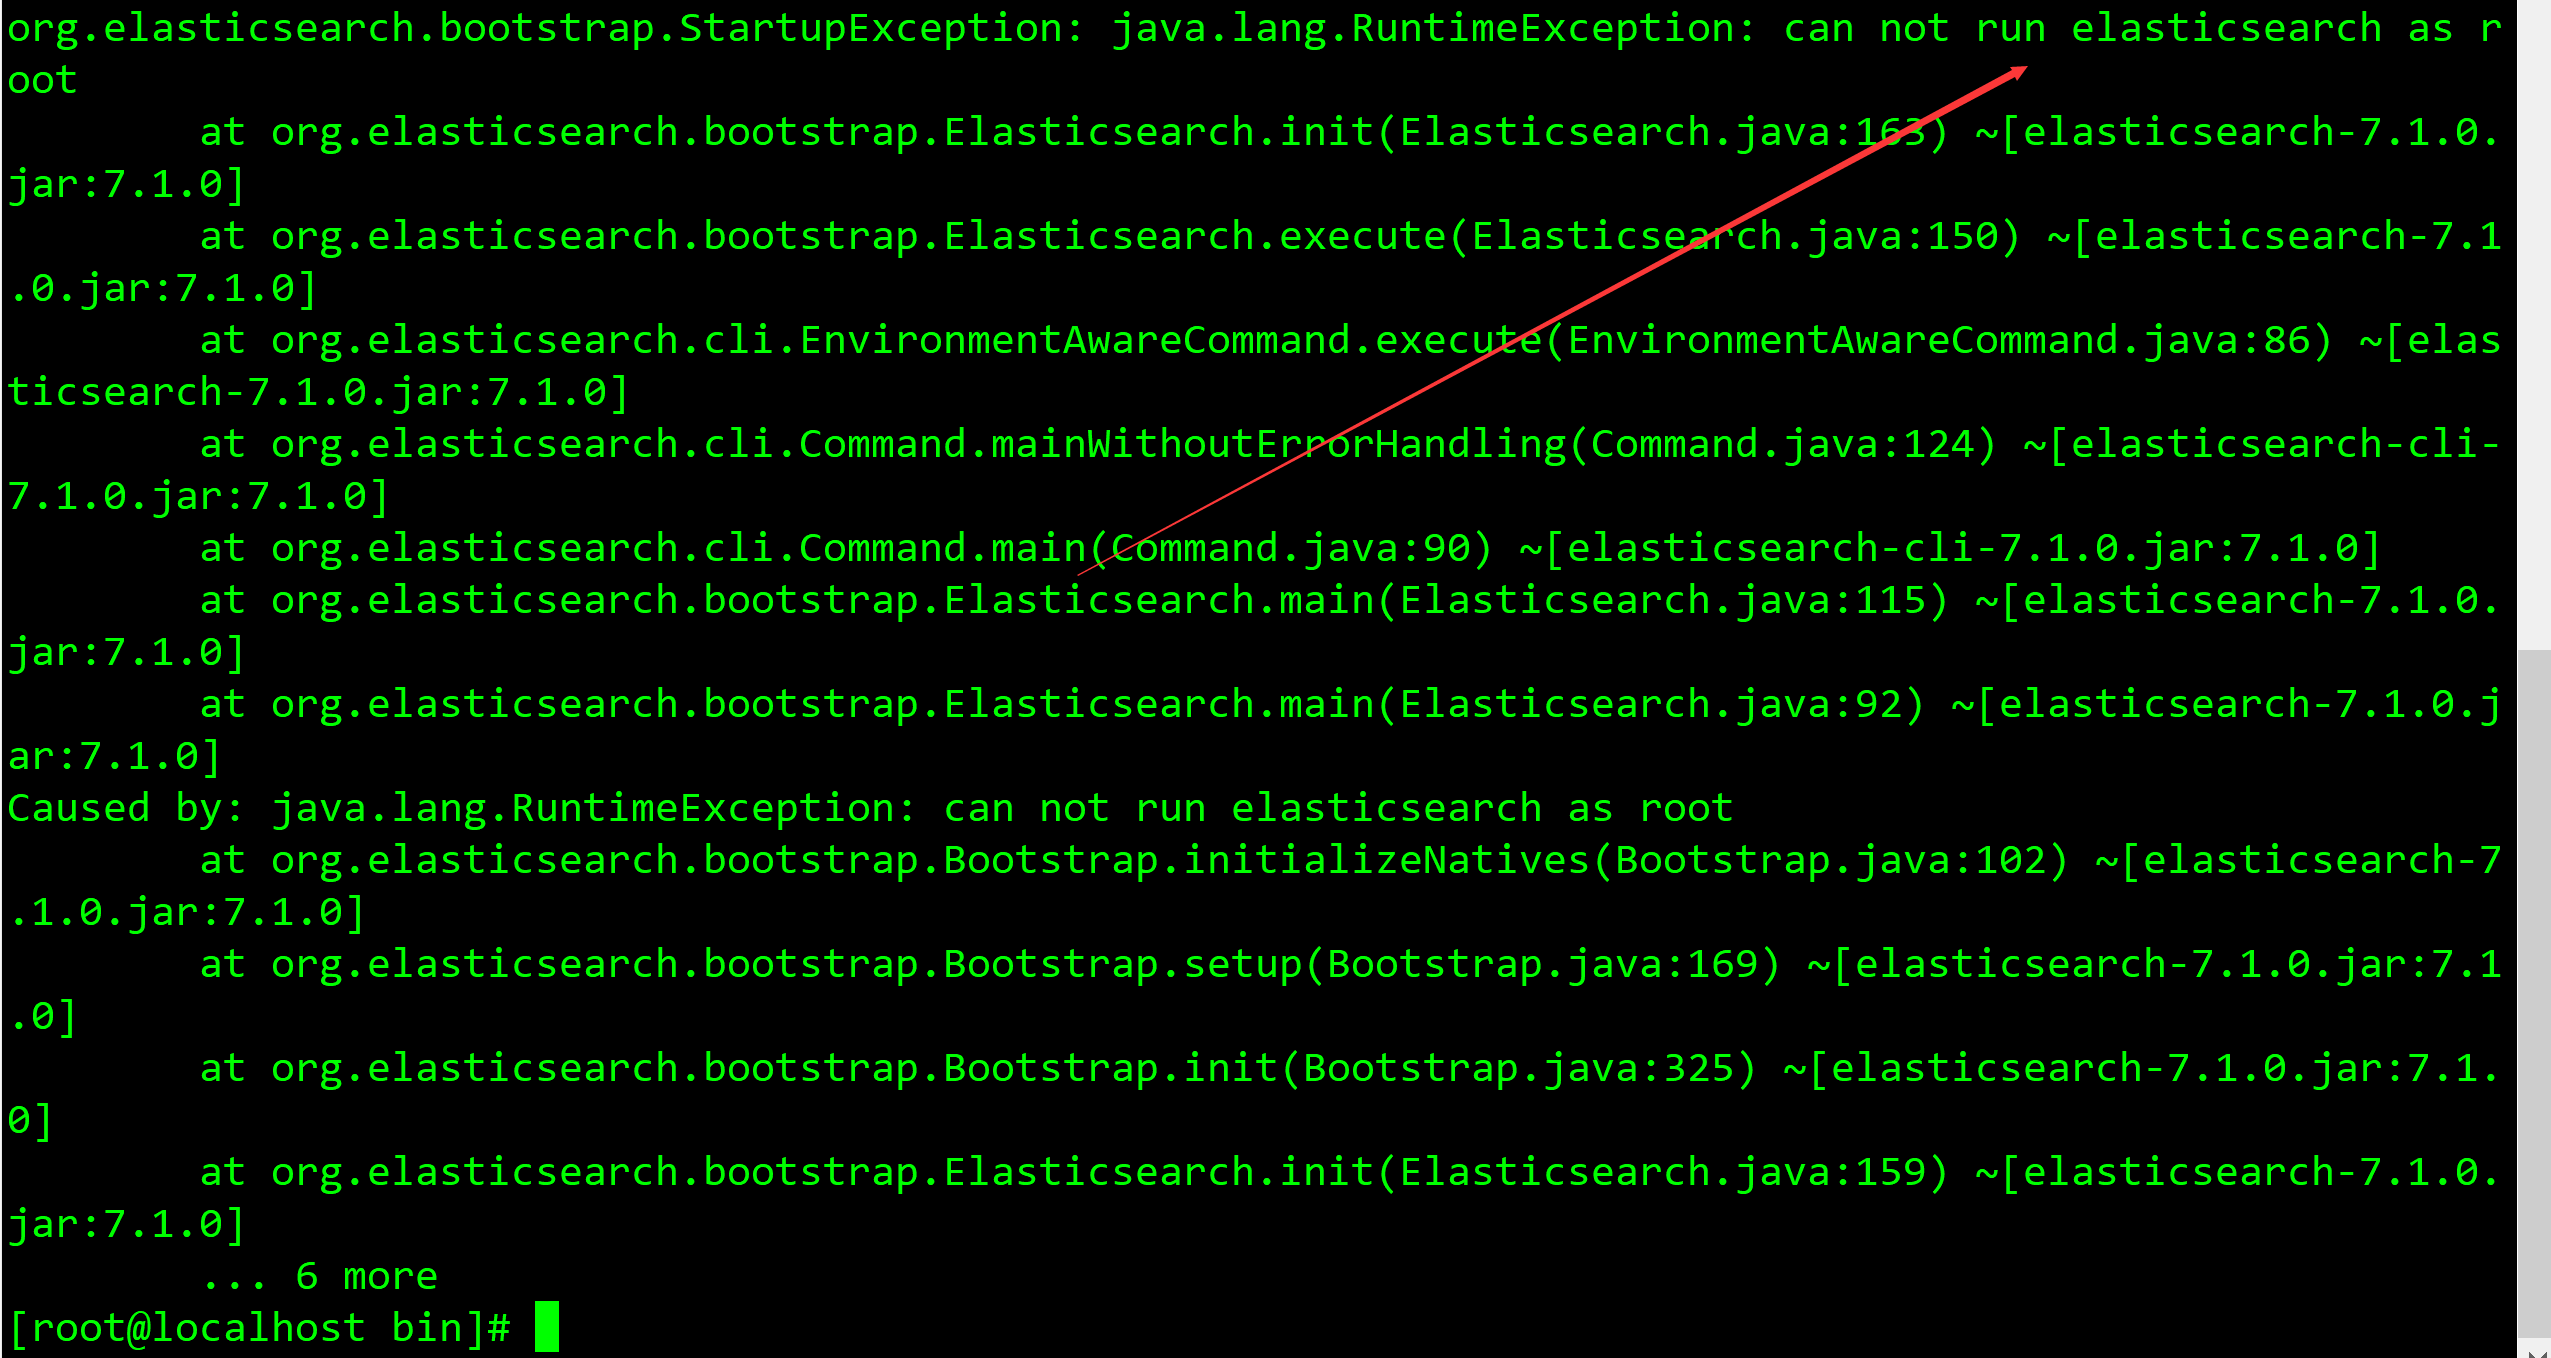 org.elasticsearch.bootstrap.StartupException: java.lang.RuntimeException: can not run elasticsearch as r
oot
        at org.elasticsearch.bootstrap.Elasticsearch.init(Elasticsearch.java:163) ~[elasticsearch-7.1.0.
jar:7.1.0]
        at org.elasticsearch.bootstrap.Elasticsearch.execute(Elasticsearch.java:150) ~[elasticsearch-7.1
.0.jar:7.1.0]
        at org.elasticsearch.cli.EnvironmentAwareCommand.execute(EnvironmentAwareCommand.java:86) ~[elas
ticsearch-7.1.0.jar:7.1.0]
        at org.elasticsearch.cli.Command.mainWithoutErrorHandling(Command.java:124) ~[elasticsearch-cli-
7.1.0.jar:7.1.0]
        at org.elasticsearch.cli.Command.main(Command.java:90) ~[elasticsearch-cli-7.1.0.jar:7.1.0]
        at org.elasticsearch.bootstrap.Elasticsearch.main(Elasticsearch.java:115) ~[elasticsearch-7.1.0.
jar:7.1.0]
        at org.elasticsearch.bootstrap.Elasticsearch.main(Elasticsearch.java:92) ~[elasticsearch-7.1.0.j
ar:7.1.0]
Caused by: java.lang.RuntimeException: can not run elasticsearch as root
        at org.elasticsearch.bootstrap.Bootstrap.initializeNatives(Bootstrap.java:102) ~[elasticsearch-7
.1.0.jar:7.1.0]
        at org.elasticsearch.bootstrap.Bootstrap.setup(Bootstrap.java:169) ~[elasticsearch-7.1.0.jar:7.1
.0]
        at org.elasticsearch.bootstrap.Bootstrap.init(Bootstrap.java:325) ~[elasticsearch-7.1.0.jar:7.1.
0]
        at org.elasticsearch.bootstrap.Elasticsearch.init(Elasticsearch.java:159) ~[elasticsearch-7.1.0.
jar:7.1.0]
        ... 6 more
[root@localhost bin]#